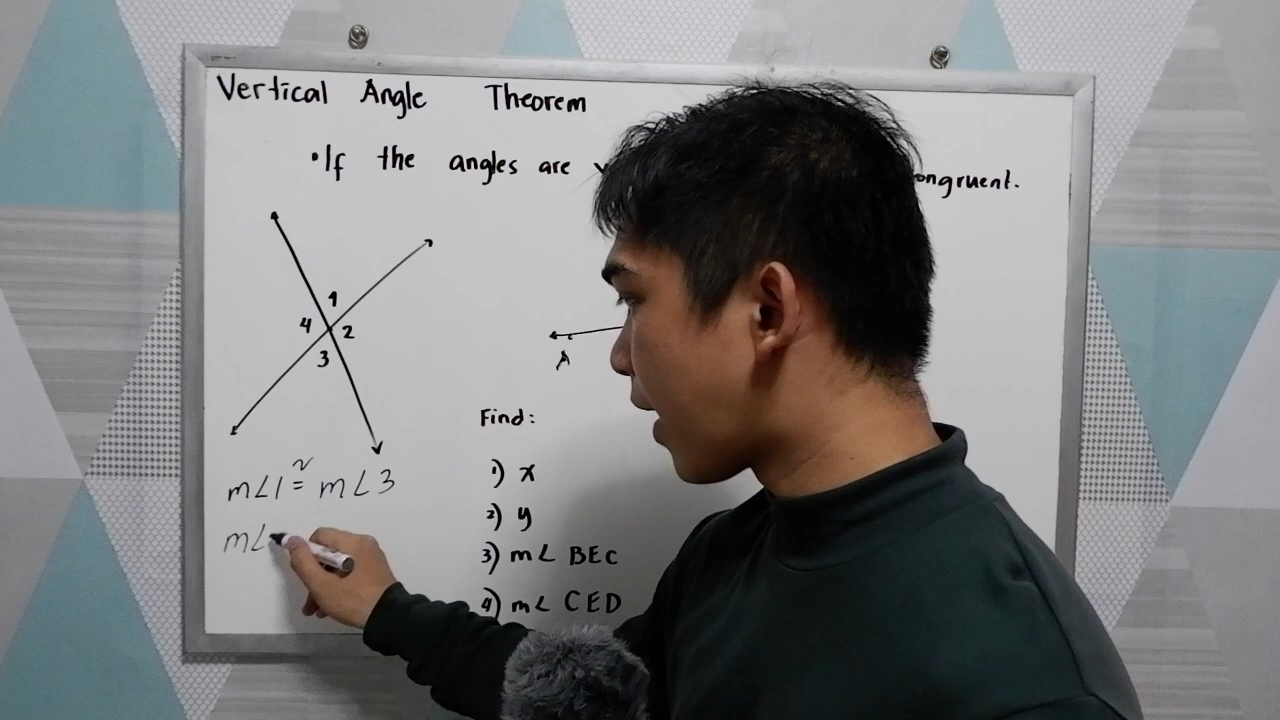 Vertical Angle Theorem
•If the angles are ongruent.
1
4 2
3
A
m∠1 ≅ m∠3
m∠
Find:
1) x
2) y
3) m∠ BEC
4) m∠ CED